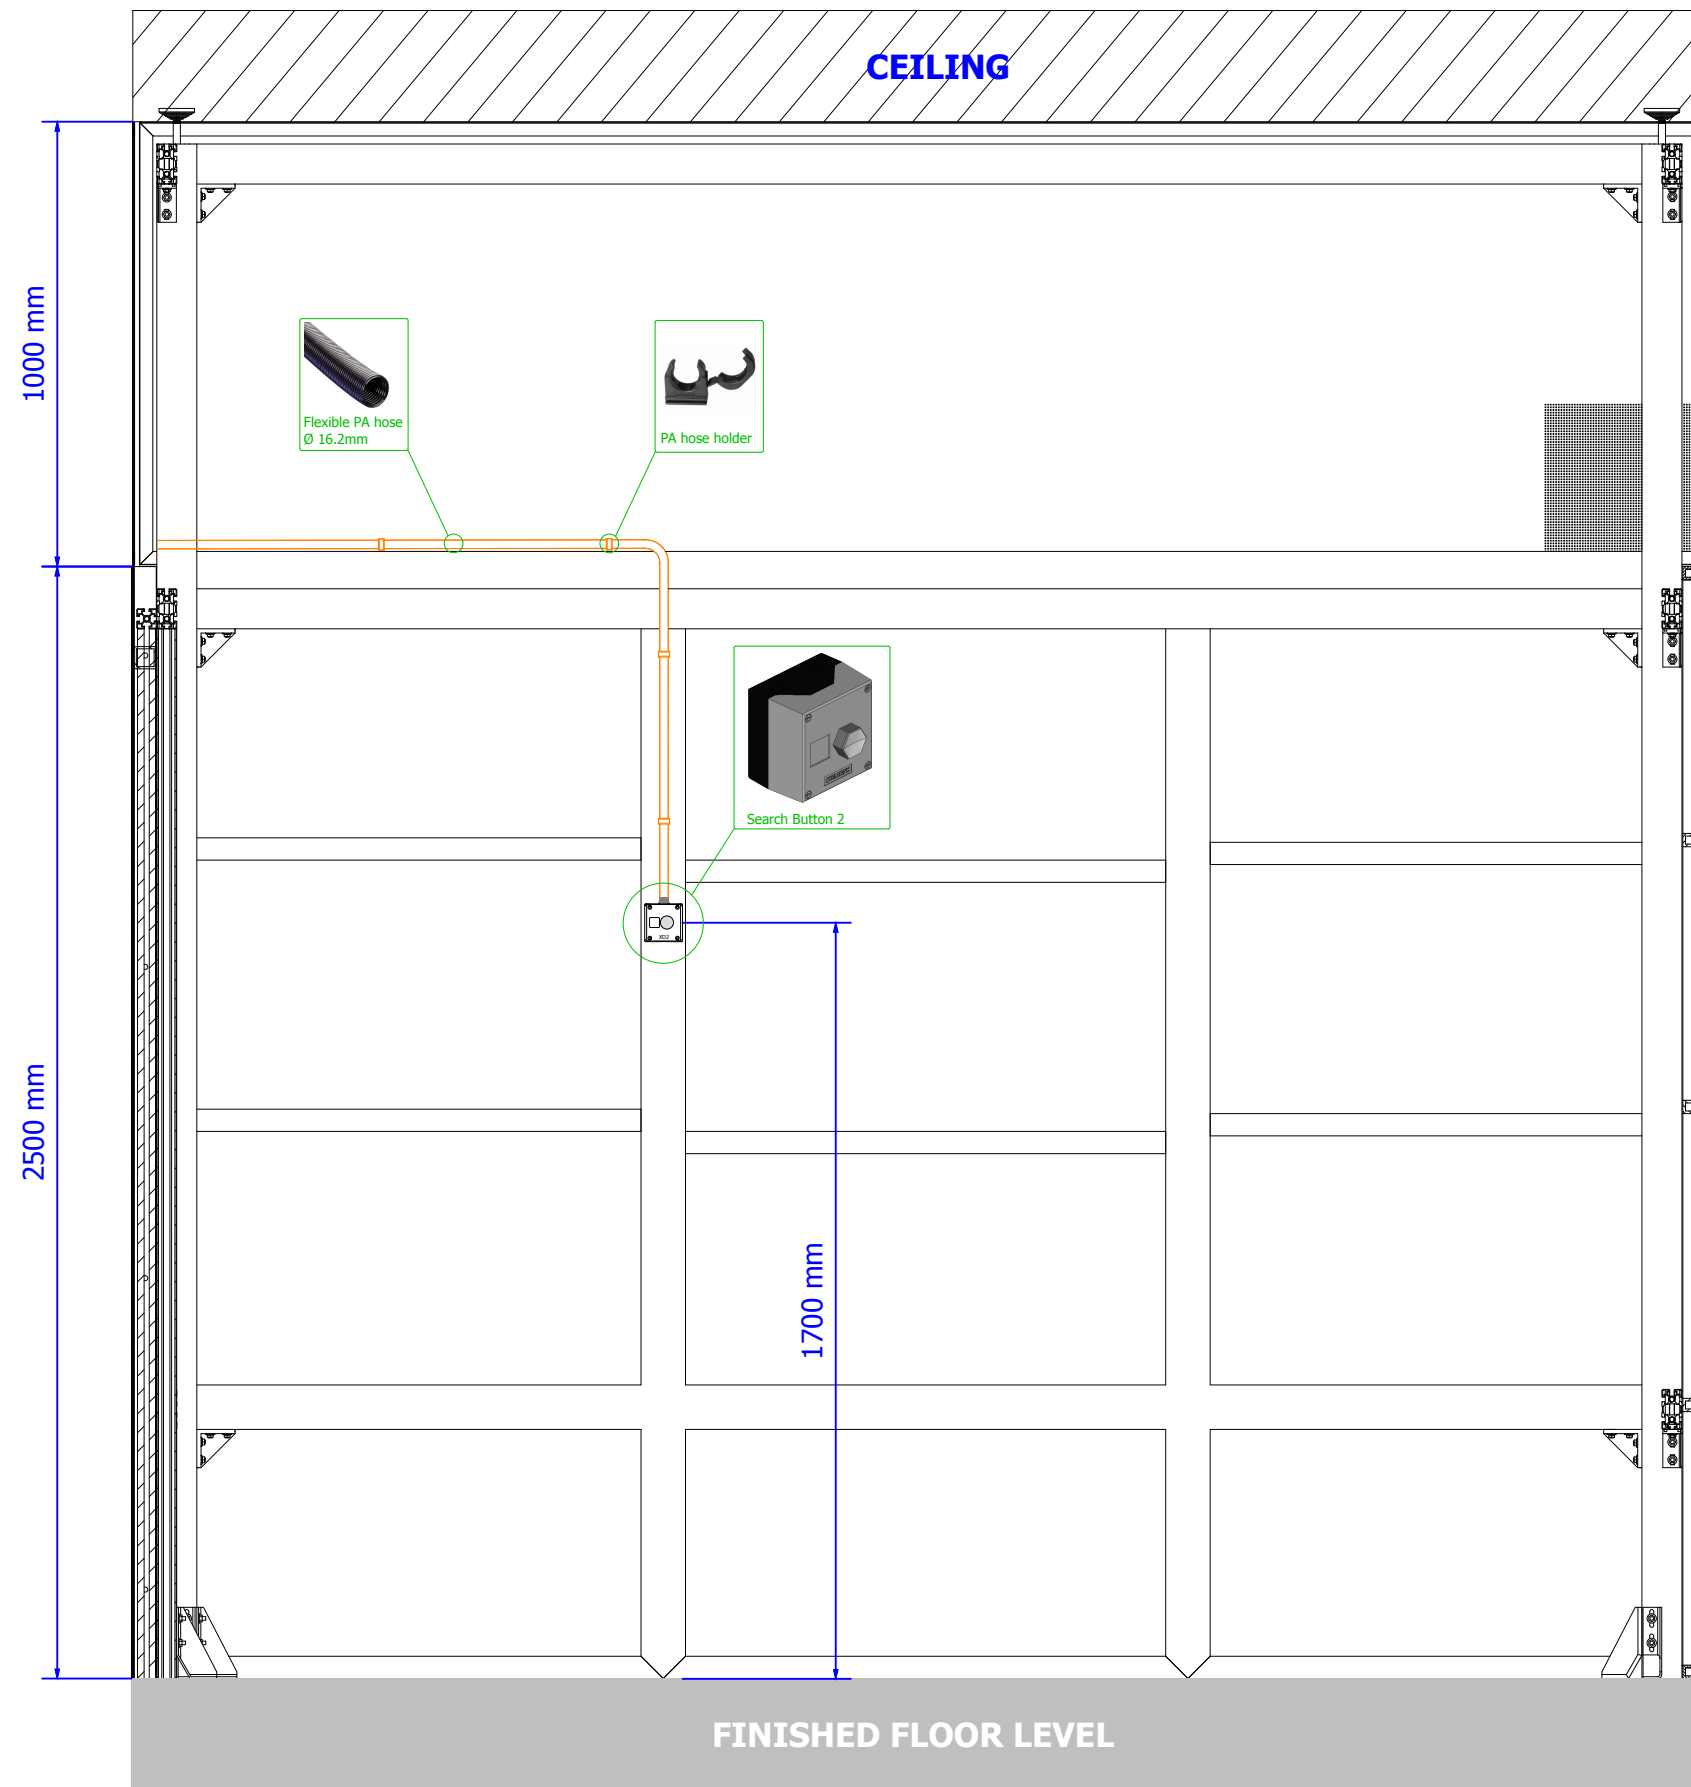 CEILING
1000 mm
Flexible PA hose
Ø 16.2mm
PA hose holder
Search Button 2
XD2
2500 mm
1700 mm
FINISHED FLOOR LEVEL